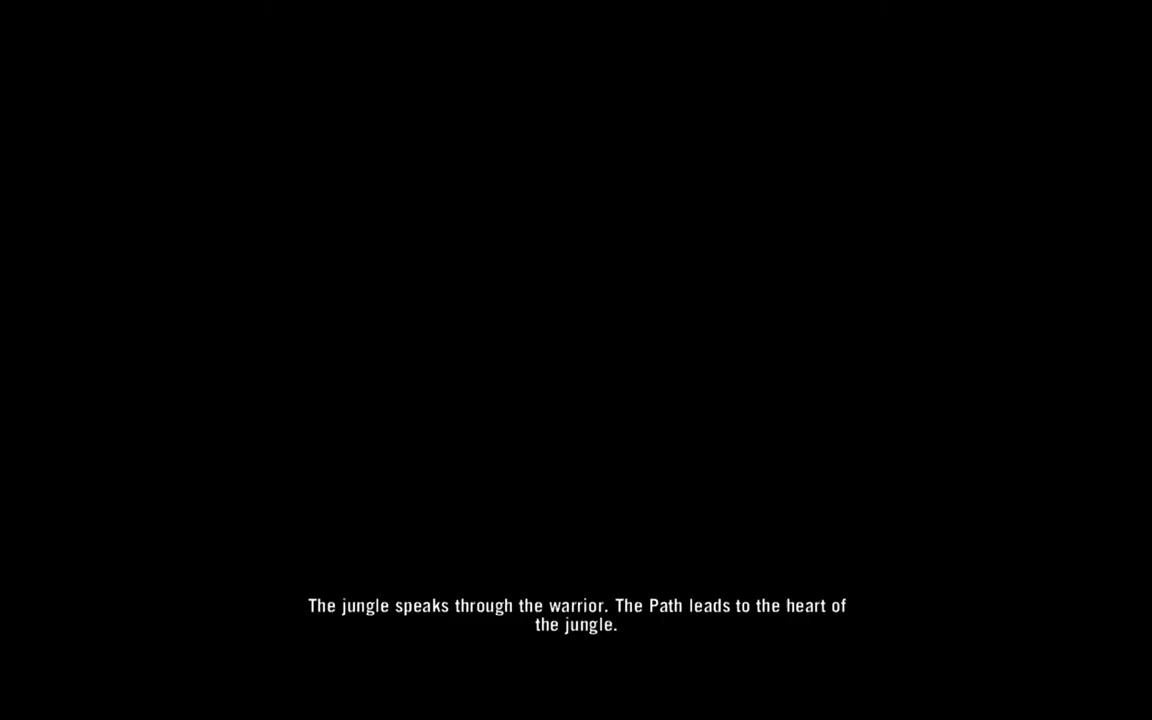 The jungle speaks through the warrior. The Path leads to the heart of
the jungle.